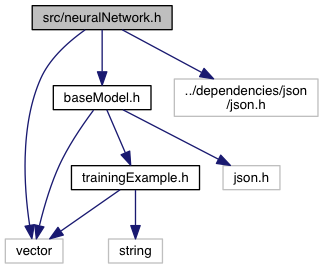 src/neuralNetwork.h
baseModel.h
../dependencies/json
/json.h
trainingExample.h
json.h
vector
string